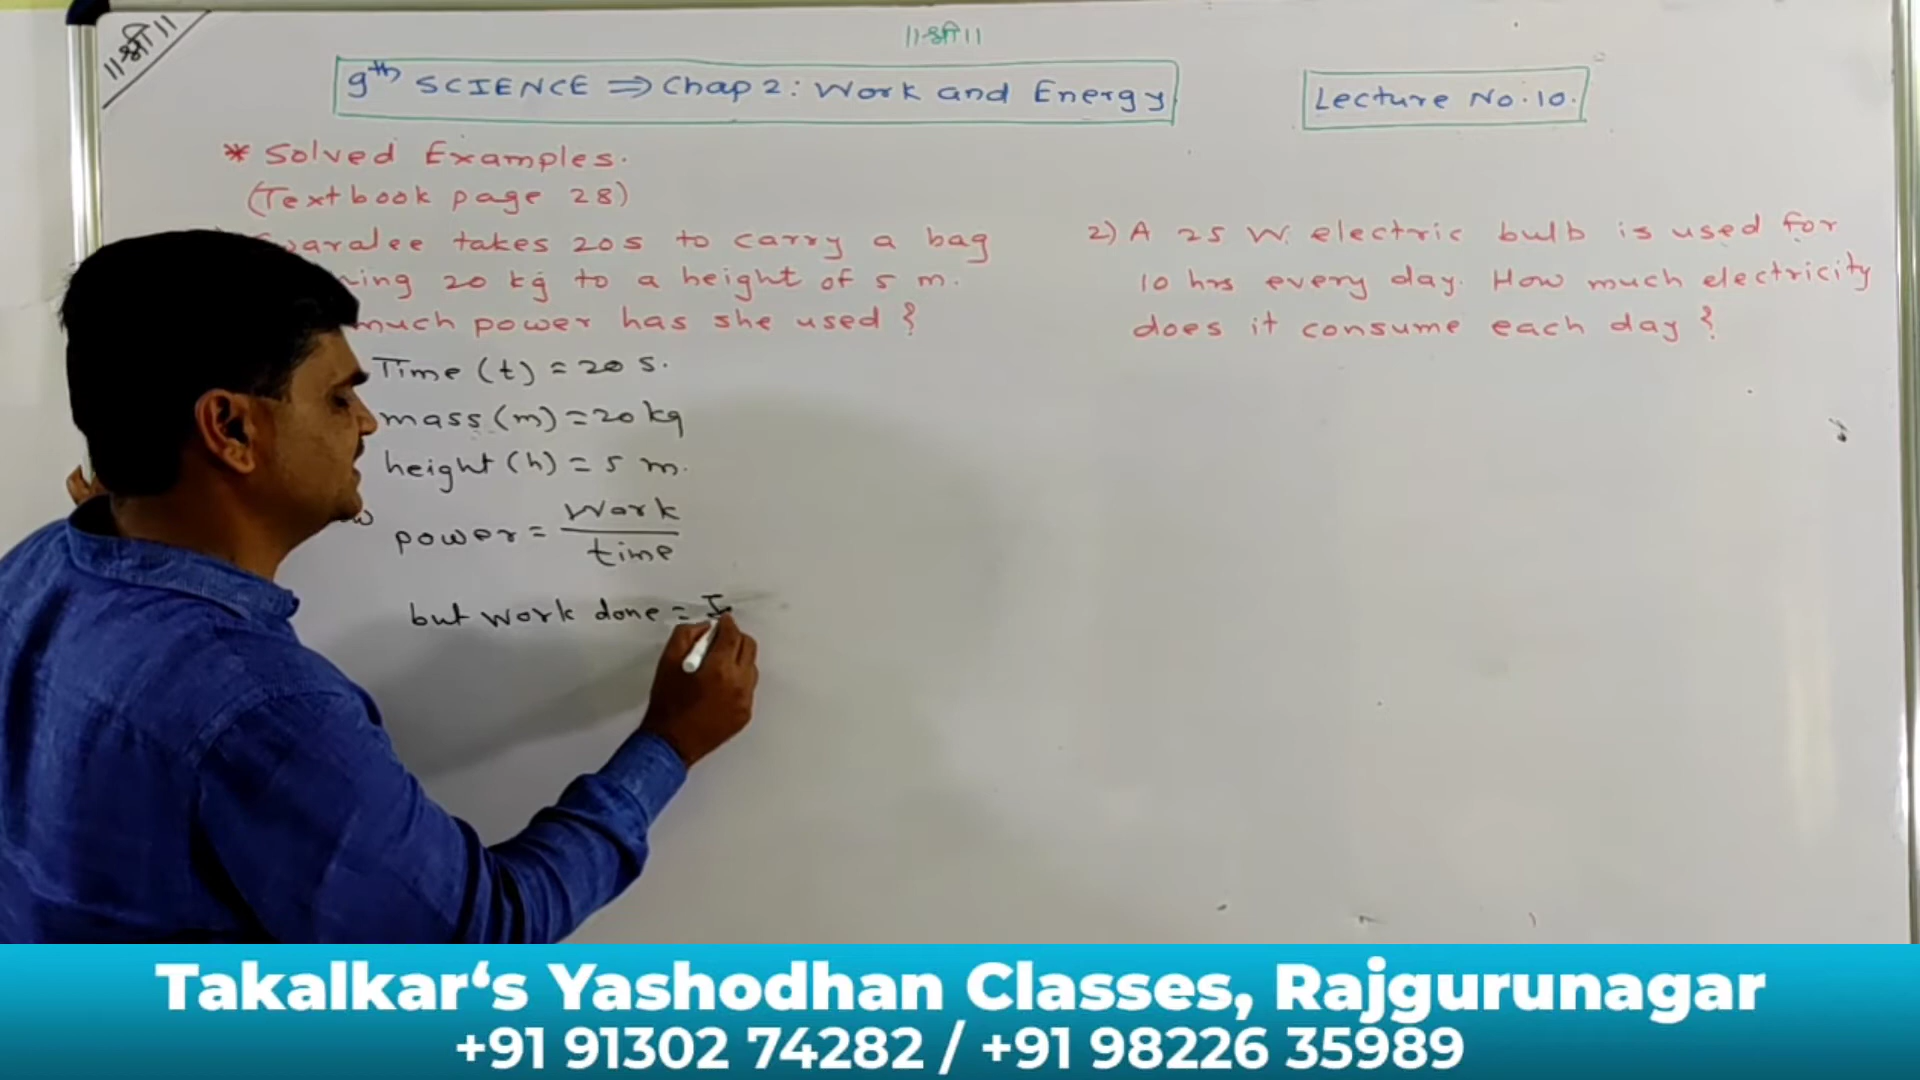 ॥श्री॥
॥श्री॥
9th SCIENCE ⇒ Chap 2: Work and Energy
Lecture No. 10.
* Solved Examples.
(Textbook page 28)
Swaralee takes 20s to carry a bag
20 kg to a height of 5 m.
much power has she used ?
Time (t) = 20 s.
mass (m) = 20 kg
height (h) = 5 m.
power = Work
time
but work done =
2) A 25 W. electric bulb is used for
10 hrs every day. How much electricity
does it consume each day ?
Takalkar‘s Yashodhan Classes, Rajgurunagar
+91 91302 74282 / +91 98226 35989